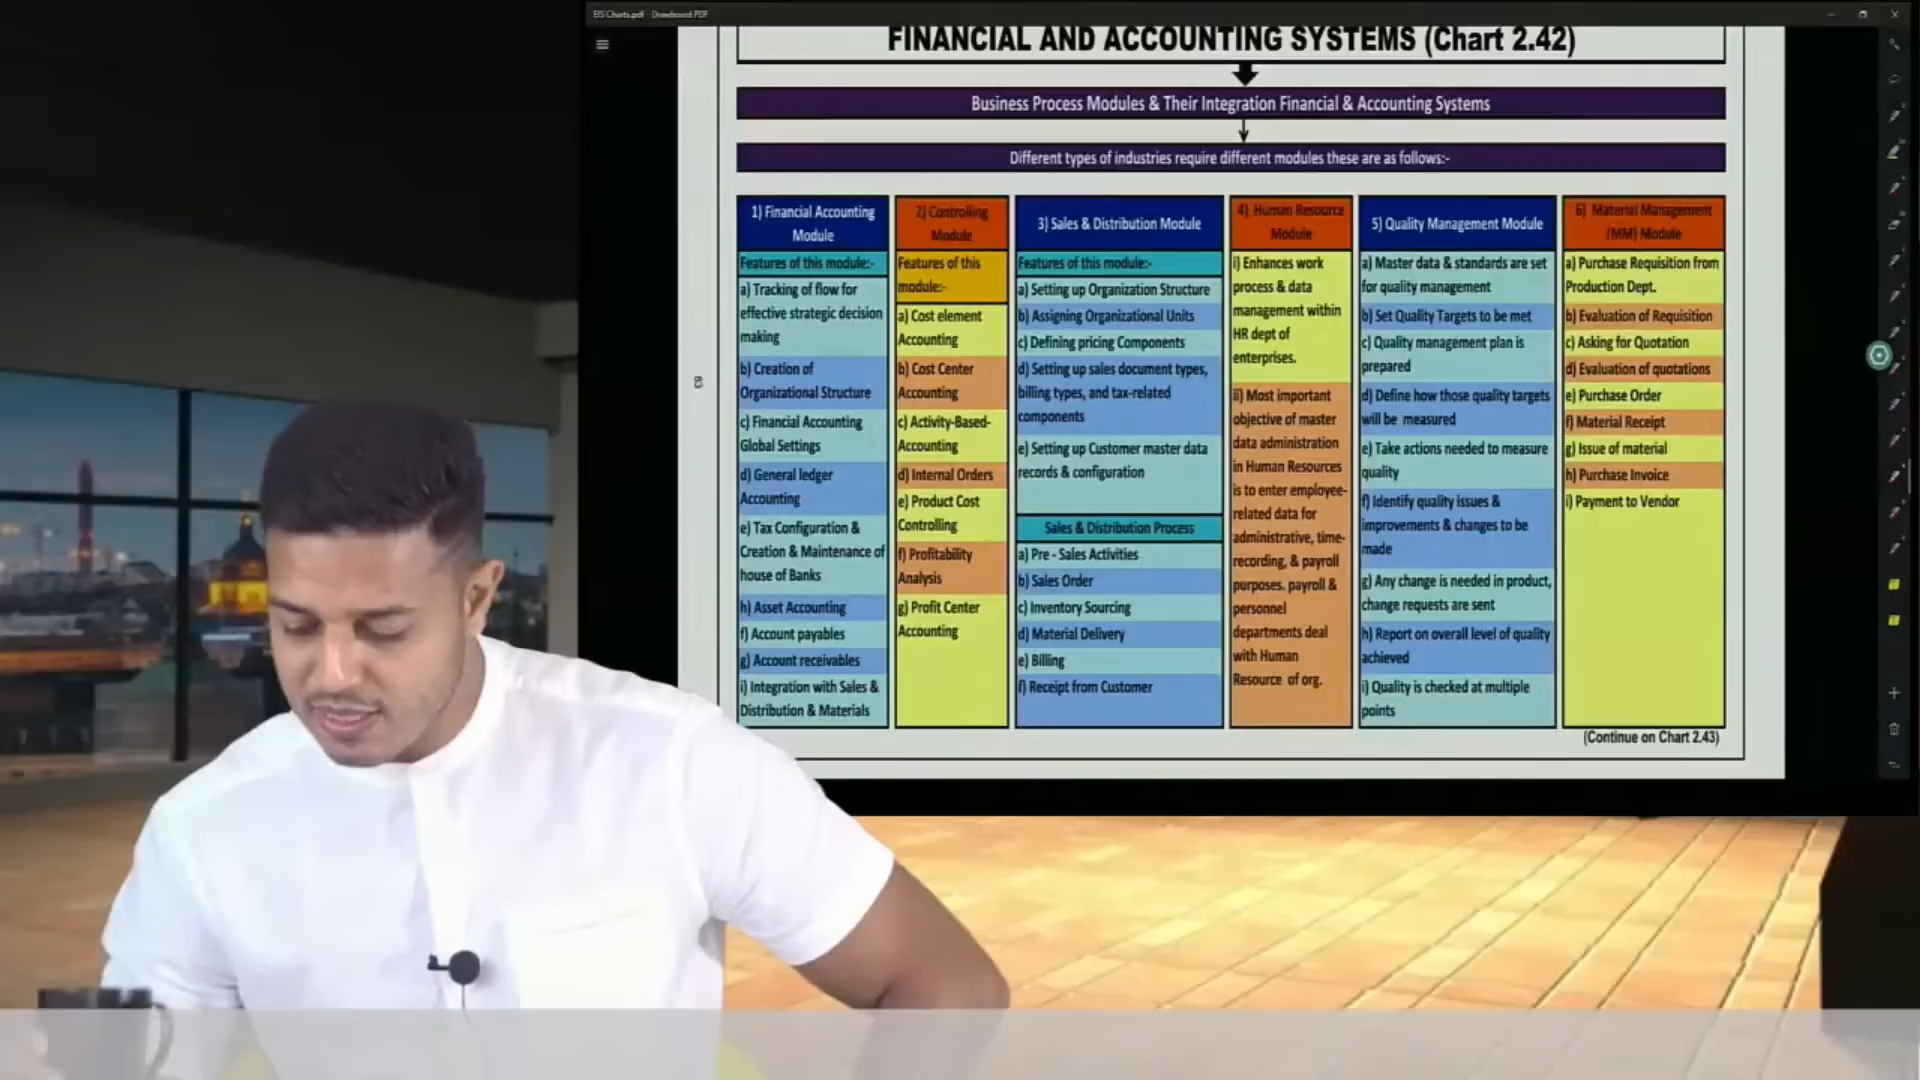 EIS Charts.pdf - Drawboard PDF
FINANCIAL AND ACCOUNTING SYSTEMS (Chart 2.42)
Business Process Modules & Their Integration Financial & Accounting Systems
Different types of industries require different modules these are as follows:-
1) Financial Accounting
Module
Features of this module:-
a) Tracking of flow for
effective strategic decision
making
b) Creation of
Organizational Structure
c) Financial Accounting
Global Settings
d) General ledger
Accounting
e) Tax Configuration &
Creation & Maintenance of
house of Banks
h) Asset Accounting
f) Account payables
g) Account receivables
i) Integration with Sales &
Distribution & Materials
2) Controlling
Module
Features of this
module:-
a) Cost element
Accounting
b) Cost Center
Accounting
c) Activity-Based-
Accounting
d) Internal Orders
e) Product Cost
Controlling
f) Profitability
Analysis
g) Profit Center
Accounting
3) Sales & Distribution Module
Features of this module:-
a) Setting up Organization Structure
b) Assigning Organizational Units
c) Defining pricing Components
d) Setting up sales document types,
billing types, and tax-related
components
e) Setting up Customer master data
records & configuration
Sales & Distribution Process
a) Pre - Sales Activities
b) Sales Order
c) Inventory Sourcing
d) Material Delivery
e) Billing
f) Receipt from Customer
4) Human Resource
Module
i) Enhances work
process & data
management within
HR dept of
enterprises.
ii) Most important
objective of master
data administration
in Human Resources
is to enter employee-
related data for
administrative, time-
recording, & payroll
purposes. payroll &
personnel
departments deal
with Human
Resource of org.
5) Quality Management Module
a) Master data & standards are set
for quality management
b) Set Quality Targets to be met
c) Quality management plan is
prepared
d) Define how those quality targets
will be measured
e) Take actions needed to measure
quality
f) Identify quality issues &
improvements & changes to be
made
g) Any change is needed in product,
change requests are sent
h) Report on overall level of quality
achieved
i) Quality is checked at multiple
points
6) Material Management
(MM) Module
a) Purchase Requisition from
Production Dept.
b) Evaluation of Requisition
c) Asking for Quotation
d) Evaluation of quotations
e) Purchase Order
f) Material Receipt
g) Issue of material
h) Purchase Invoice
i) Payment to Vendor
(Continue on Chart 2.43)